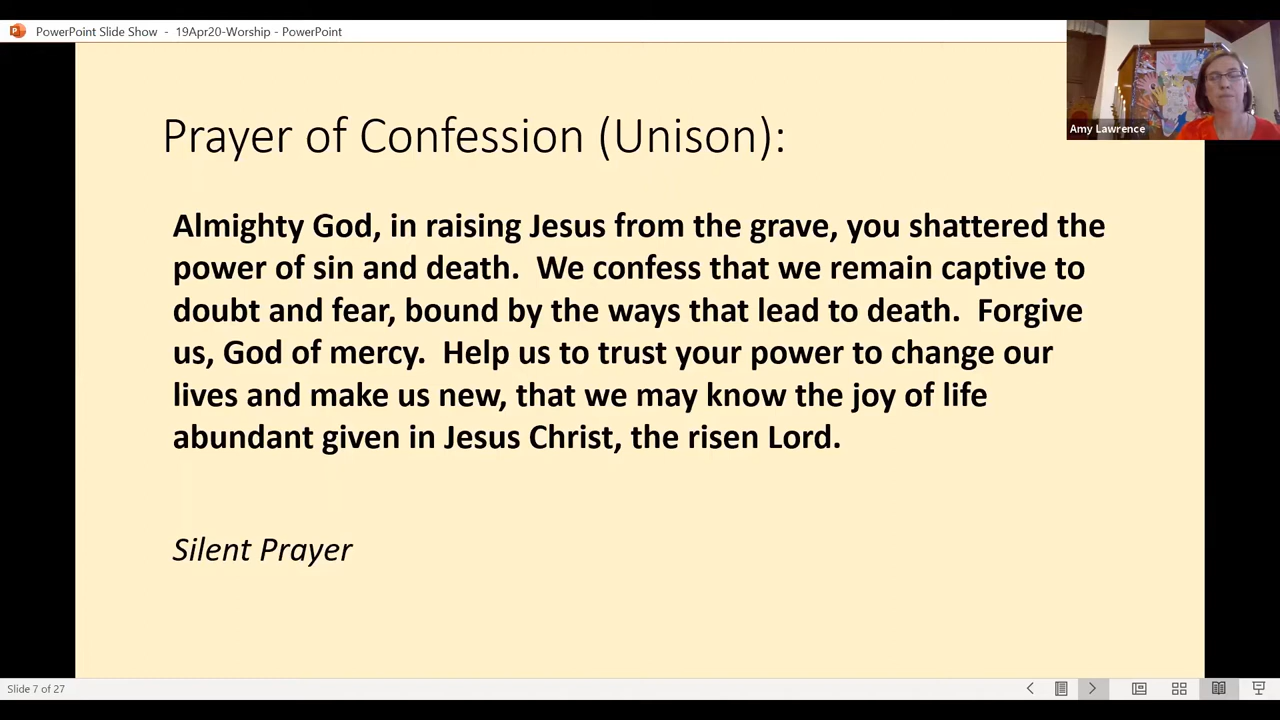 PowerPoint Slide Show - 19Apr20-Worship - PowerPoint
Amy Lawrence
Prayer of Confession (Unison):
Almighty God, in raising Jesus from the grave, you shattered the
power of sin and death.  We confess that we remain captive to
doubt and fear, bound by the ways that lead to death.  Forgive
us, God of mercy.  Help us to trust your power to change our
lives and make us new, that we may know the joy of life
abundant given in Jesus Christ, the risen Lord.
Silent Prayer
Slide 7 of 27